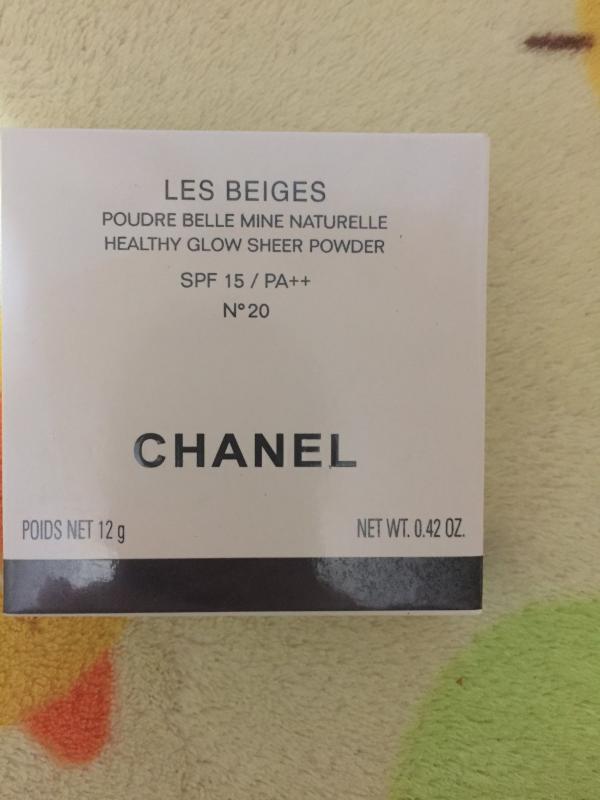 LES BEIGES
POUDRE BELLE MINE NATURELLE
HEALTHY GLOW SHEER POWDER
SPF 15 / PA++
N°20
CHANEL
POIDS NET 12 g NET WT. 0.42 OZ.